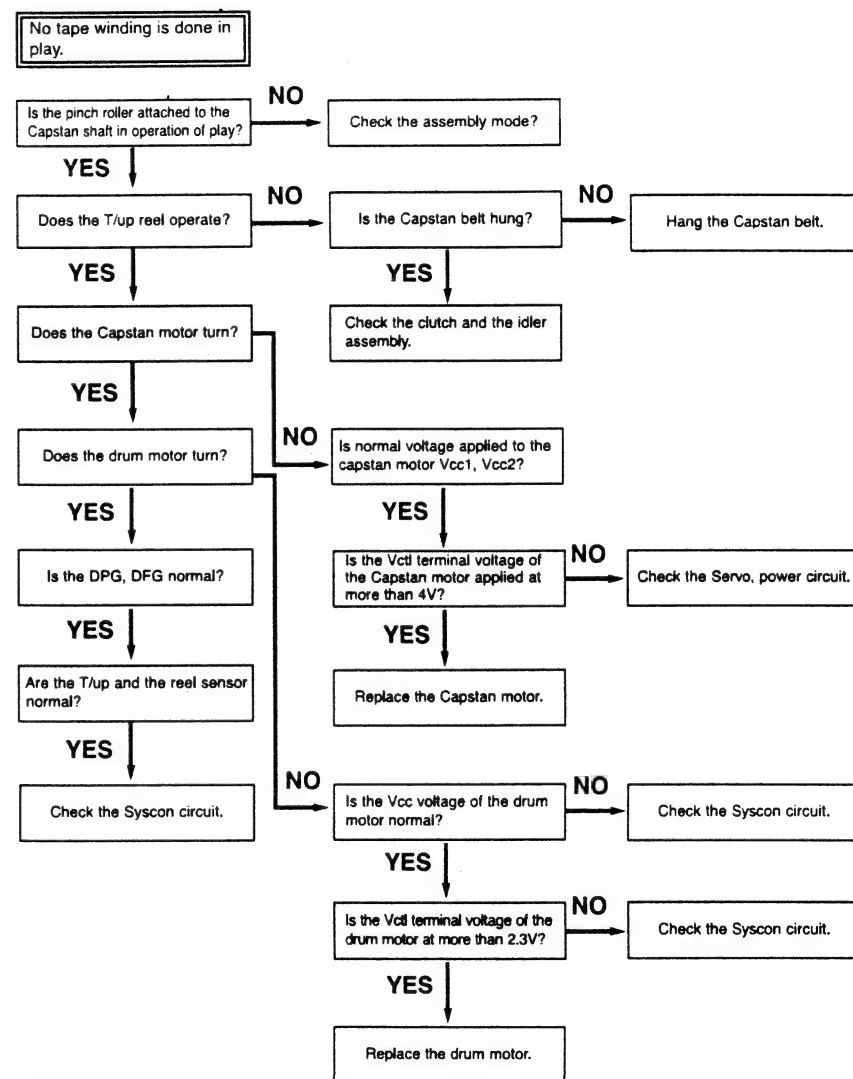 No tape winding is done in
play.
Is the pinch roller attached to the
Capstan shaft in operation of play?
NO
Check the assembly mode?
YES
Does the T/up reel operate?
NO
Is the Capstan belt hung?
NO
Hang the Capstan belt.
YES
YES
Does the Capstan motor turn?
Check the clutch and the idler
assembly.
YES
Does the drum motor turn?
NO
Is normal voltage applied to the
capstan motor Vcc1, Vcc2?
YES
YES
Is the DPG, DFG normal?
Is the Vctl terminal voltage of
the Capstan motor applied at
more than 4V?
NO
Check the Servo, power circuit.
YES
YES
Are the T/up and the reel sensor
normal?
Replace the Capstan motor.
YES
Check the Syscon circuit.
NO
Is the Vcc voltage of the drum
motor normal?
NO
Check the Syscon circuit.
YES
Is the Vctl terminal voltage of the
drum motor at more than 2.3V?
NO
Check the Syscon circuit.
YES
Replace the drum motor.